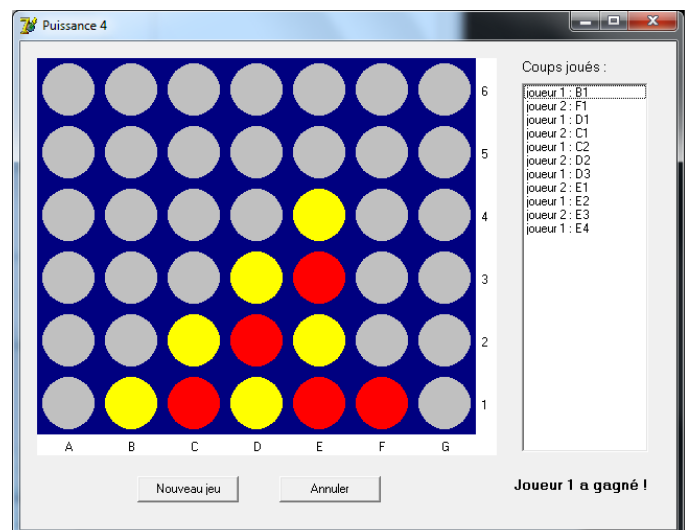 Puissance 4
Coups joués :
joueur 1 : B1
joueur 2 : F1
joueur 1 : D1
joueur 2 : C1
joueur 1 : C2
joueur 2 : D2
joueur 1 : D3
joueur 2 : E1
joueur 1 : E2
joueur 2 : E3
joueur 1 : E4
6
5
4
3
2
1
A B C D E F G
Nouveau jeu
Annuler
Joueur 1 a gagné !